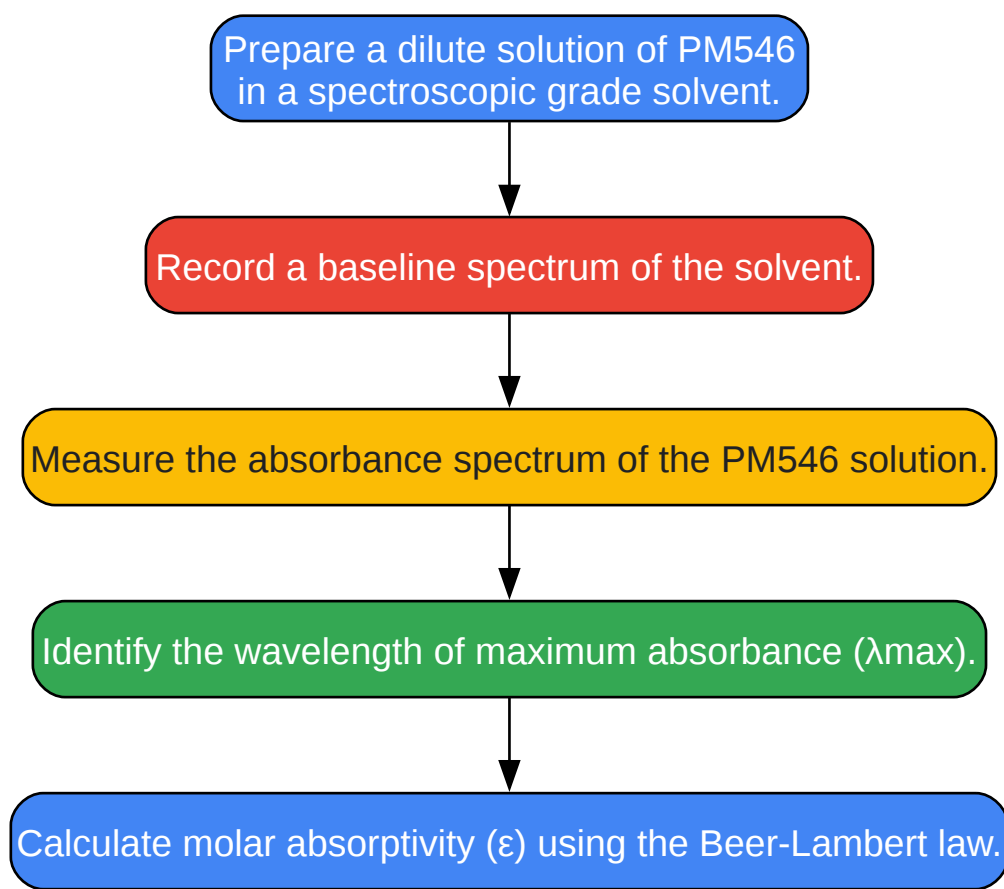 Prepare a dilute solution of PM546
in a spectroscopic grade solvent.
Record a baseline spectrum of the solvent.
Measure the absorbance spectrum of the PM546 solution.
Identify the wavelength of maximum absorbance (λmax).
Calculate molar absorptivity (ε) using the Beer-Lambert law.